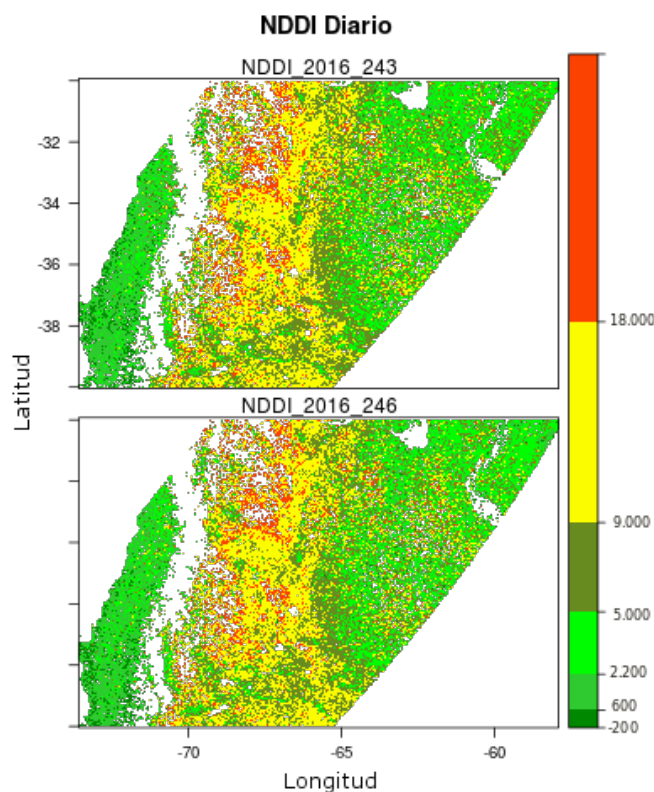 NDDI Diario
NDDI_2016_243
-32
-34
-36
-38
NDDI_2016_246
-70
-65
-60
Longitud
Latitud
18.000
9.000
5.000
2.200
600
-200